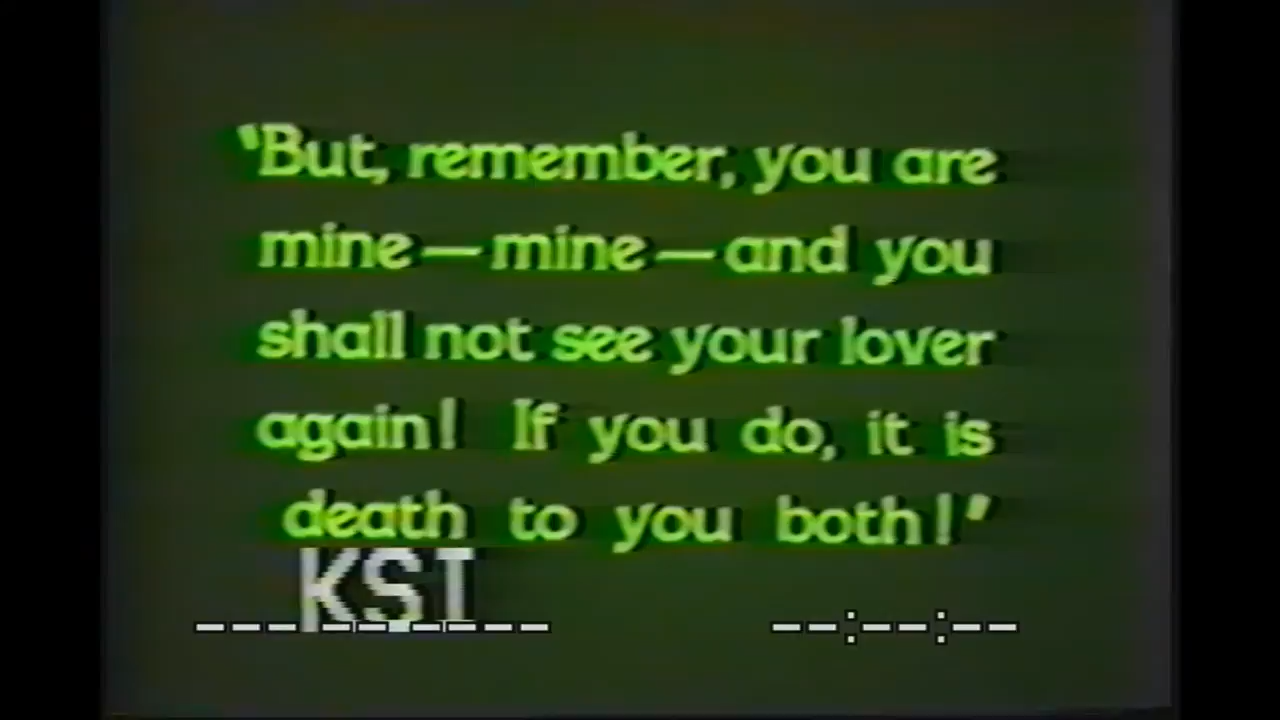 'But, remember, you are
mine—mine—and you
shall not see your lover
again! If you do, it is
death to you both!'
KSI
--- -- ---- --:--:--